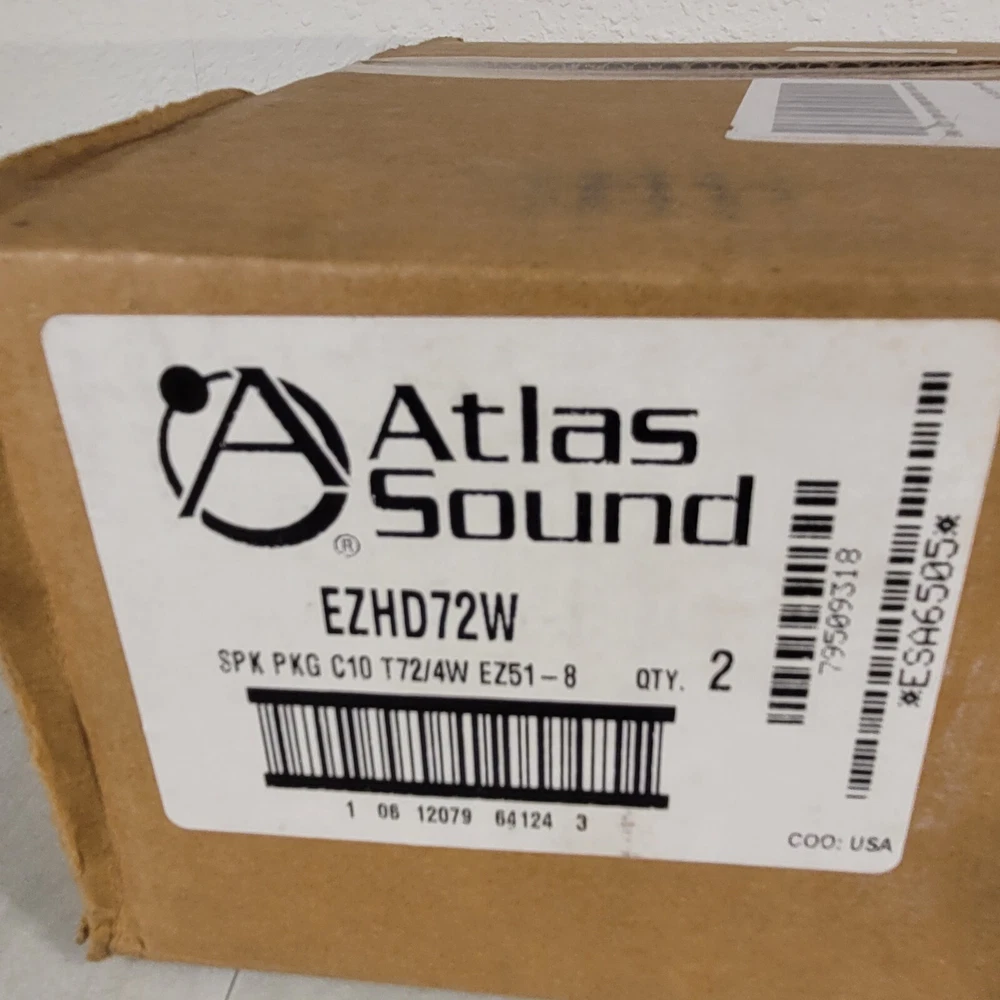 Atlas
Sound
®
EZHD72W
SPK PKG C10 T72/4W EZ51-8 QTY. 2
1 06 12079 64124 3
79509318
*ESA6505*
COO: USA